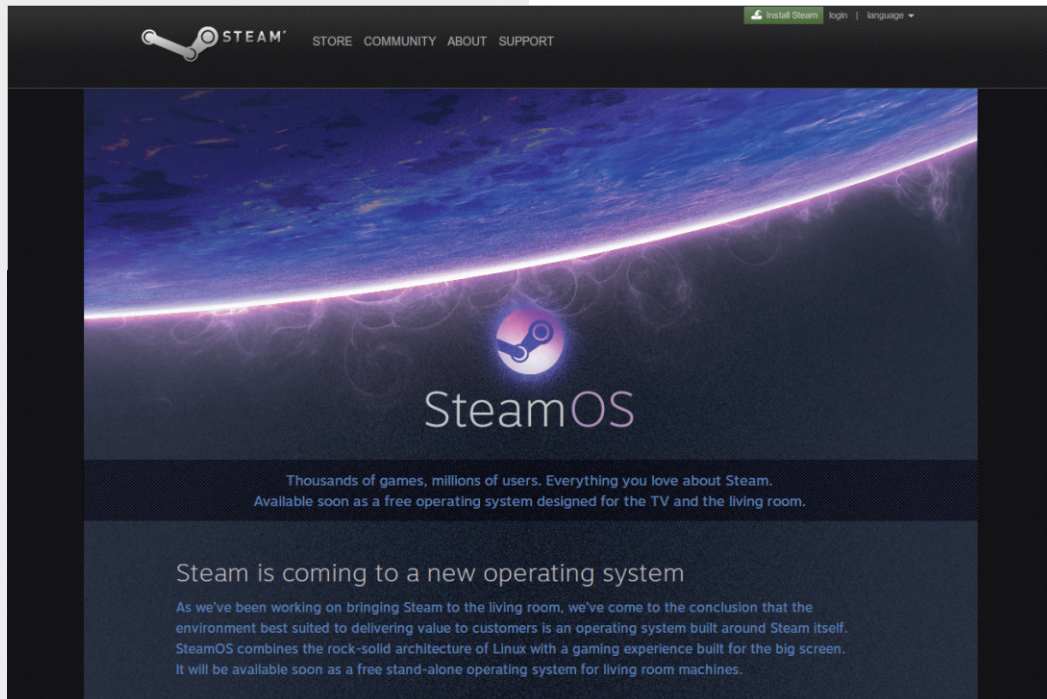 Install Steam login | language
STEAM
STORE COMMUNITY ABOUT SUPPORT
SteamOS
Thousands of games, millions of users. Everything you love about Steam.
Available soon as a free operating system designed for the TV and the living room.
Steam is coming to a new operating system
As we've been working on bringing Steam to the living room, we've come to the conclusion that the
environment best suited to delivering value to customers is an operating system built around Steam itself.
SteamOS combines the rock-solid architecture of Linux with a gaming experience built for the big screen.
It will be available soon as a free stand-alone operating system for living room machines.